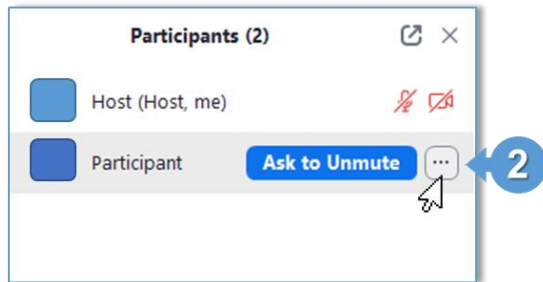 Participants (2)
Host (Host, me)
Participant Ask to Unmute ... 2